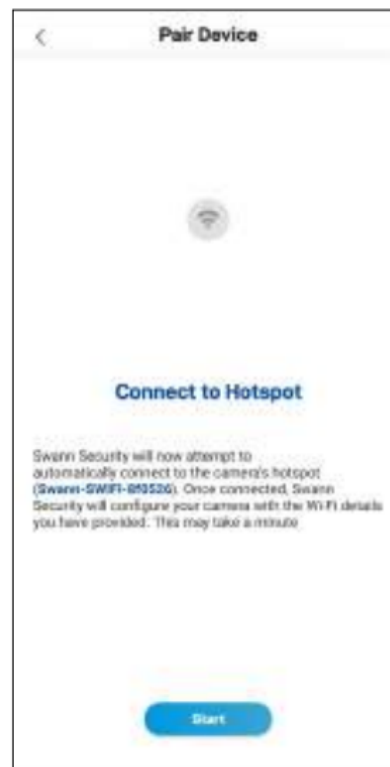 Pair Device
Connect to Hotspot
Swann Security will now attempt to
automatically connect to the camera's hotspot
(Swann-SWIFI-8f0526). Once connected, Swann
Security will configure your camera with the Wi-Fi details
you have provided. This may take a minute
Start